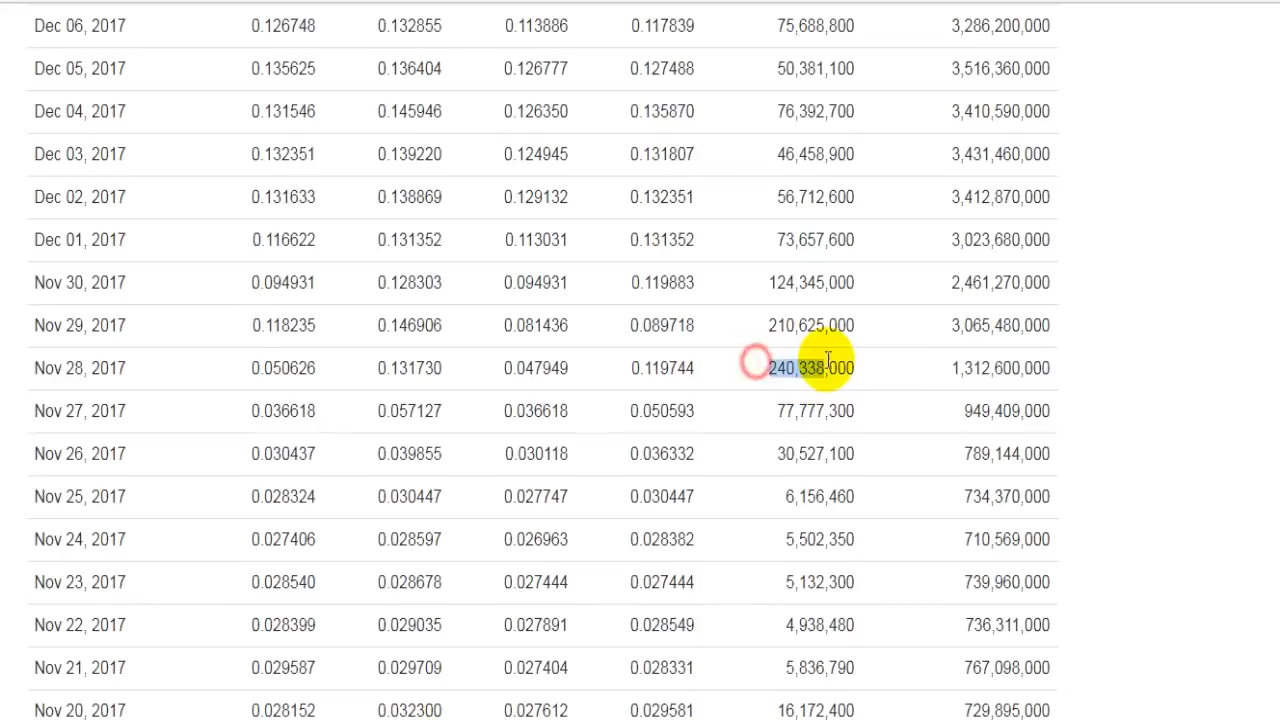 Dec 06, 2017 0.126748 0.132855 0.113886 0.117839 75,688,800 3,286,200,000
Dec 05, 2017 0.135625 0.136404 0.126777 0.127488 50,381,100 3,516,360,000
Dec 04, 2017 0.131546 0.145946 0.126350 0.135870 76,392,700 3,410,590,000
Dec 03, 2017 0.132351 0.139220 0.124945 0.131807 46,458,900 3,431,460,000
Dec 02, 2017 0.131633 0.138869 0.129132 0.132351 56,712,600 3,412,870,000
Dec 01, 2017 0.116622 0.131352 0.113031 0.131352 73,657,600 3,023,680,000
Nov 30, 2017 0.094931 0.128303 0.094931 0.119883 124,345,000 2,461,270,000
Nov 29, 2017 0.118235 0.146906 0.081436 0.089718 210,625,000 3,065,480,000
Nov 28, 2017 0.050626 0.131730 0.047949 0.119744 240,338,000 1,312,600,000
Nov 27, 2017 0.036618 0.057127 0.036618 0.050593 77,777,300 949,409,000
Nov 26, 2017 0.030437 0.039855 0.030118 0.036332 30,527,100 789,144,000
Nov 25, 2017 0.028324 0.030447 0.027747 0.030447 6,156,460 734,370,000
Nov 24, 2017 0.027406 0.028597 0.026963 0.028382 5,502,350 710,569,000
Nov 23, 2017 0.028540 0.028678 0.027444 0.027444 5,132,300 739,960,000
Nov 22, 2017 0.028399 0.029035 0.027891 0.028549 4,938,480 736,311,000
Nov 21, 2017 0.029587 0.029709 0.027404 0.028331 5,836,790 767,098,000
Nov 20, 2017 0.028152 0.032300 0.027612 0.029581 16,172,400 729,895,000